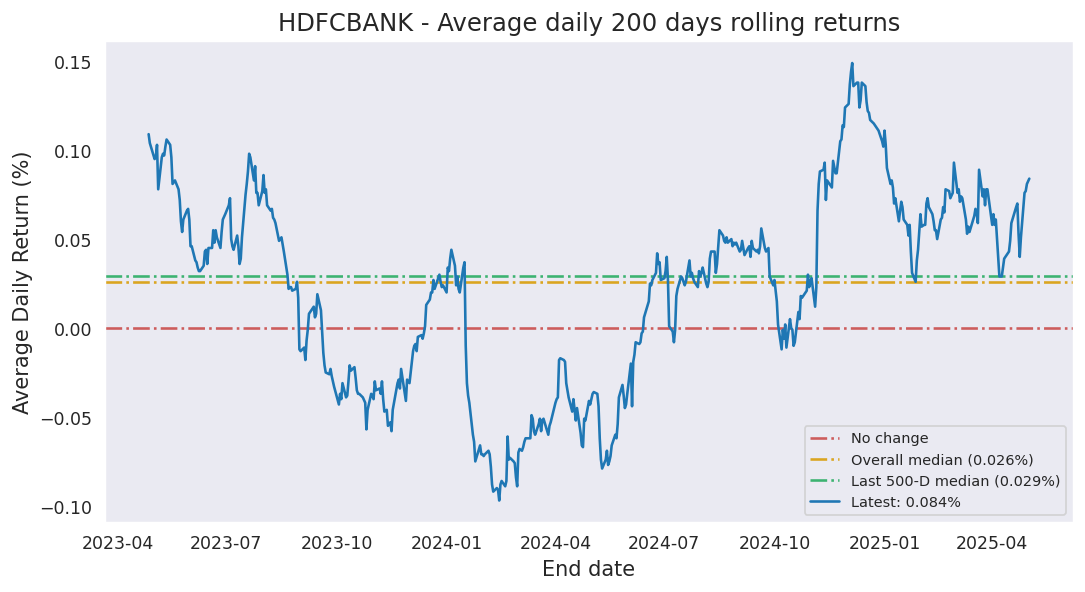 HDFCBANK - Average daily 200 days rolling returns
Average Daily Return (%)
0.15
0.10
0.05
0.00
−0.05
−0.10
No change
Overall median (0.026%)
Last 500-D median (0.029%)
Latest: 0.084%
2023-04 2023-07 2023-10 2024-01 2024-04 2024-07 2024-10 2025-01 2025-04
End date